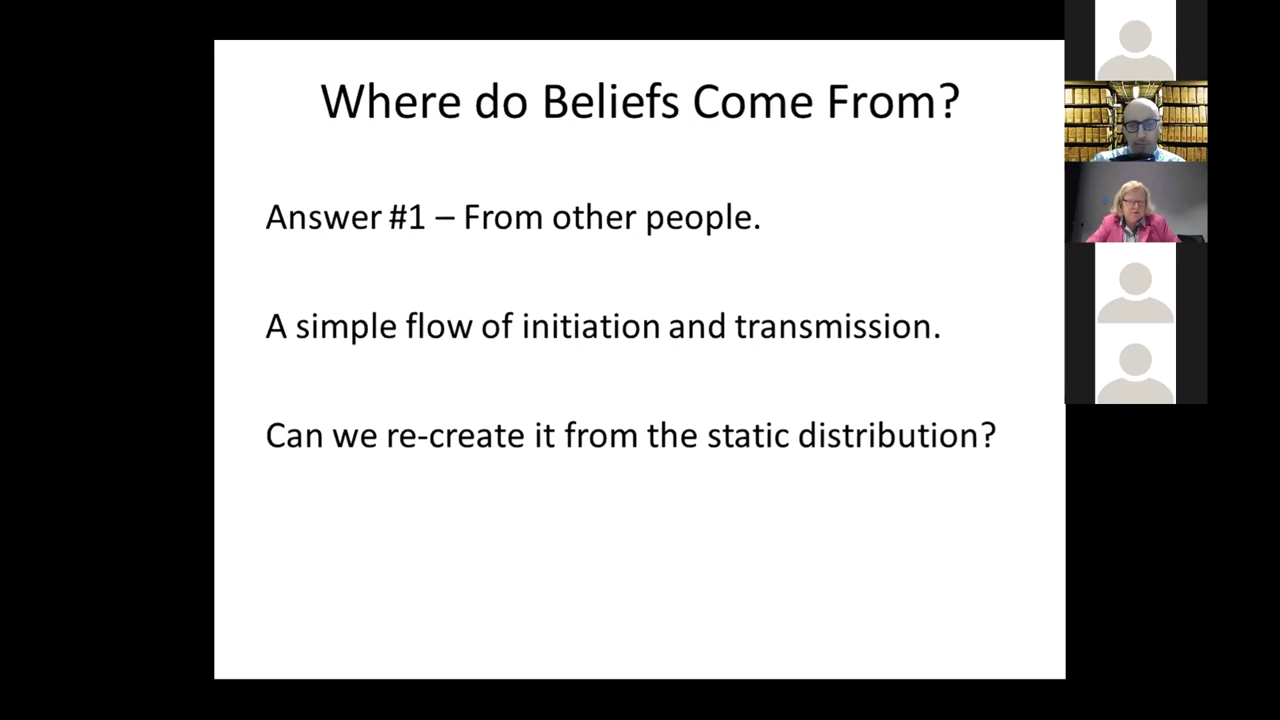 Where do Beliefs Come From?
Answer #1 – From other people.
A simple flow of initiation and transmission.
Can we re-create it from the static distribution?